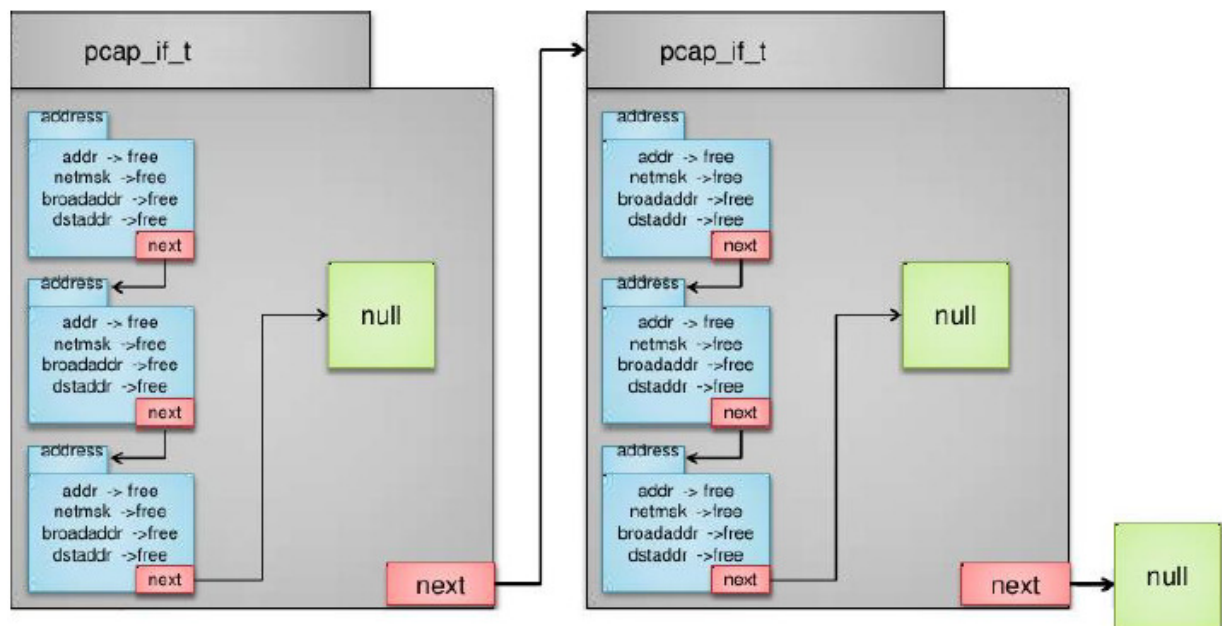 pcap_if_t
address
addr -> free
netmsk ->free
broadaddr ->free
dstaddr ->free
next
address
addr -> free
netmsk ->free
broadaddr ->free
dstaddr ->free
next
address
addr -> free
netmsk ->free
broadaddr ->free
dstaddr ->free
next
null
next
pcap_if_t
address
addr -> free
netmsk ->free
broadaddr ->free
dstaddr ->free
next
address
addr -> free
netmsk ->free
broadaddr ->free
dstaddr ->free
next
address
addr -> free
netmsk ->free
broadaddr ->free
dstaddr ->free
next
null
next
null